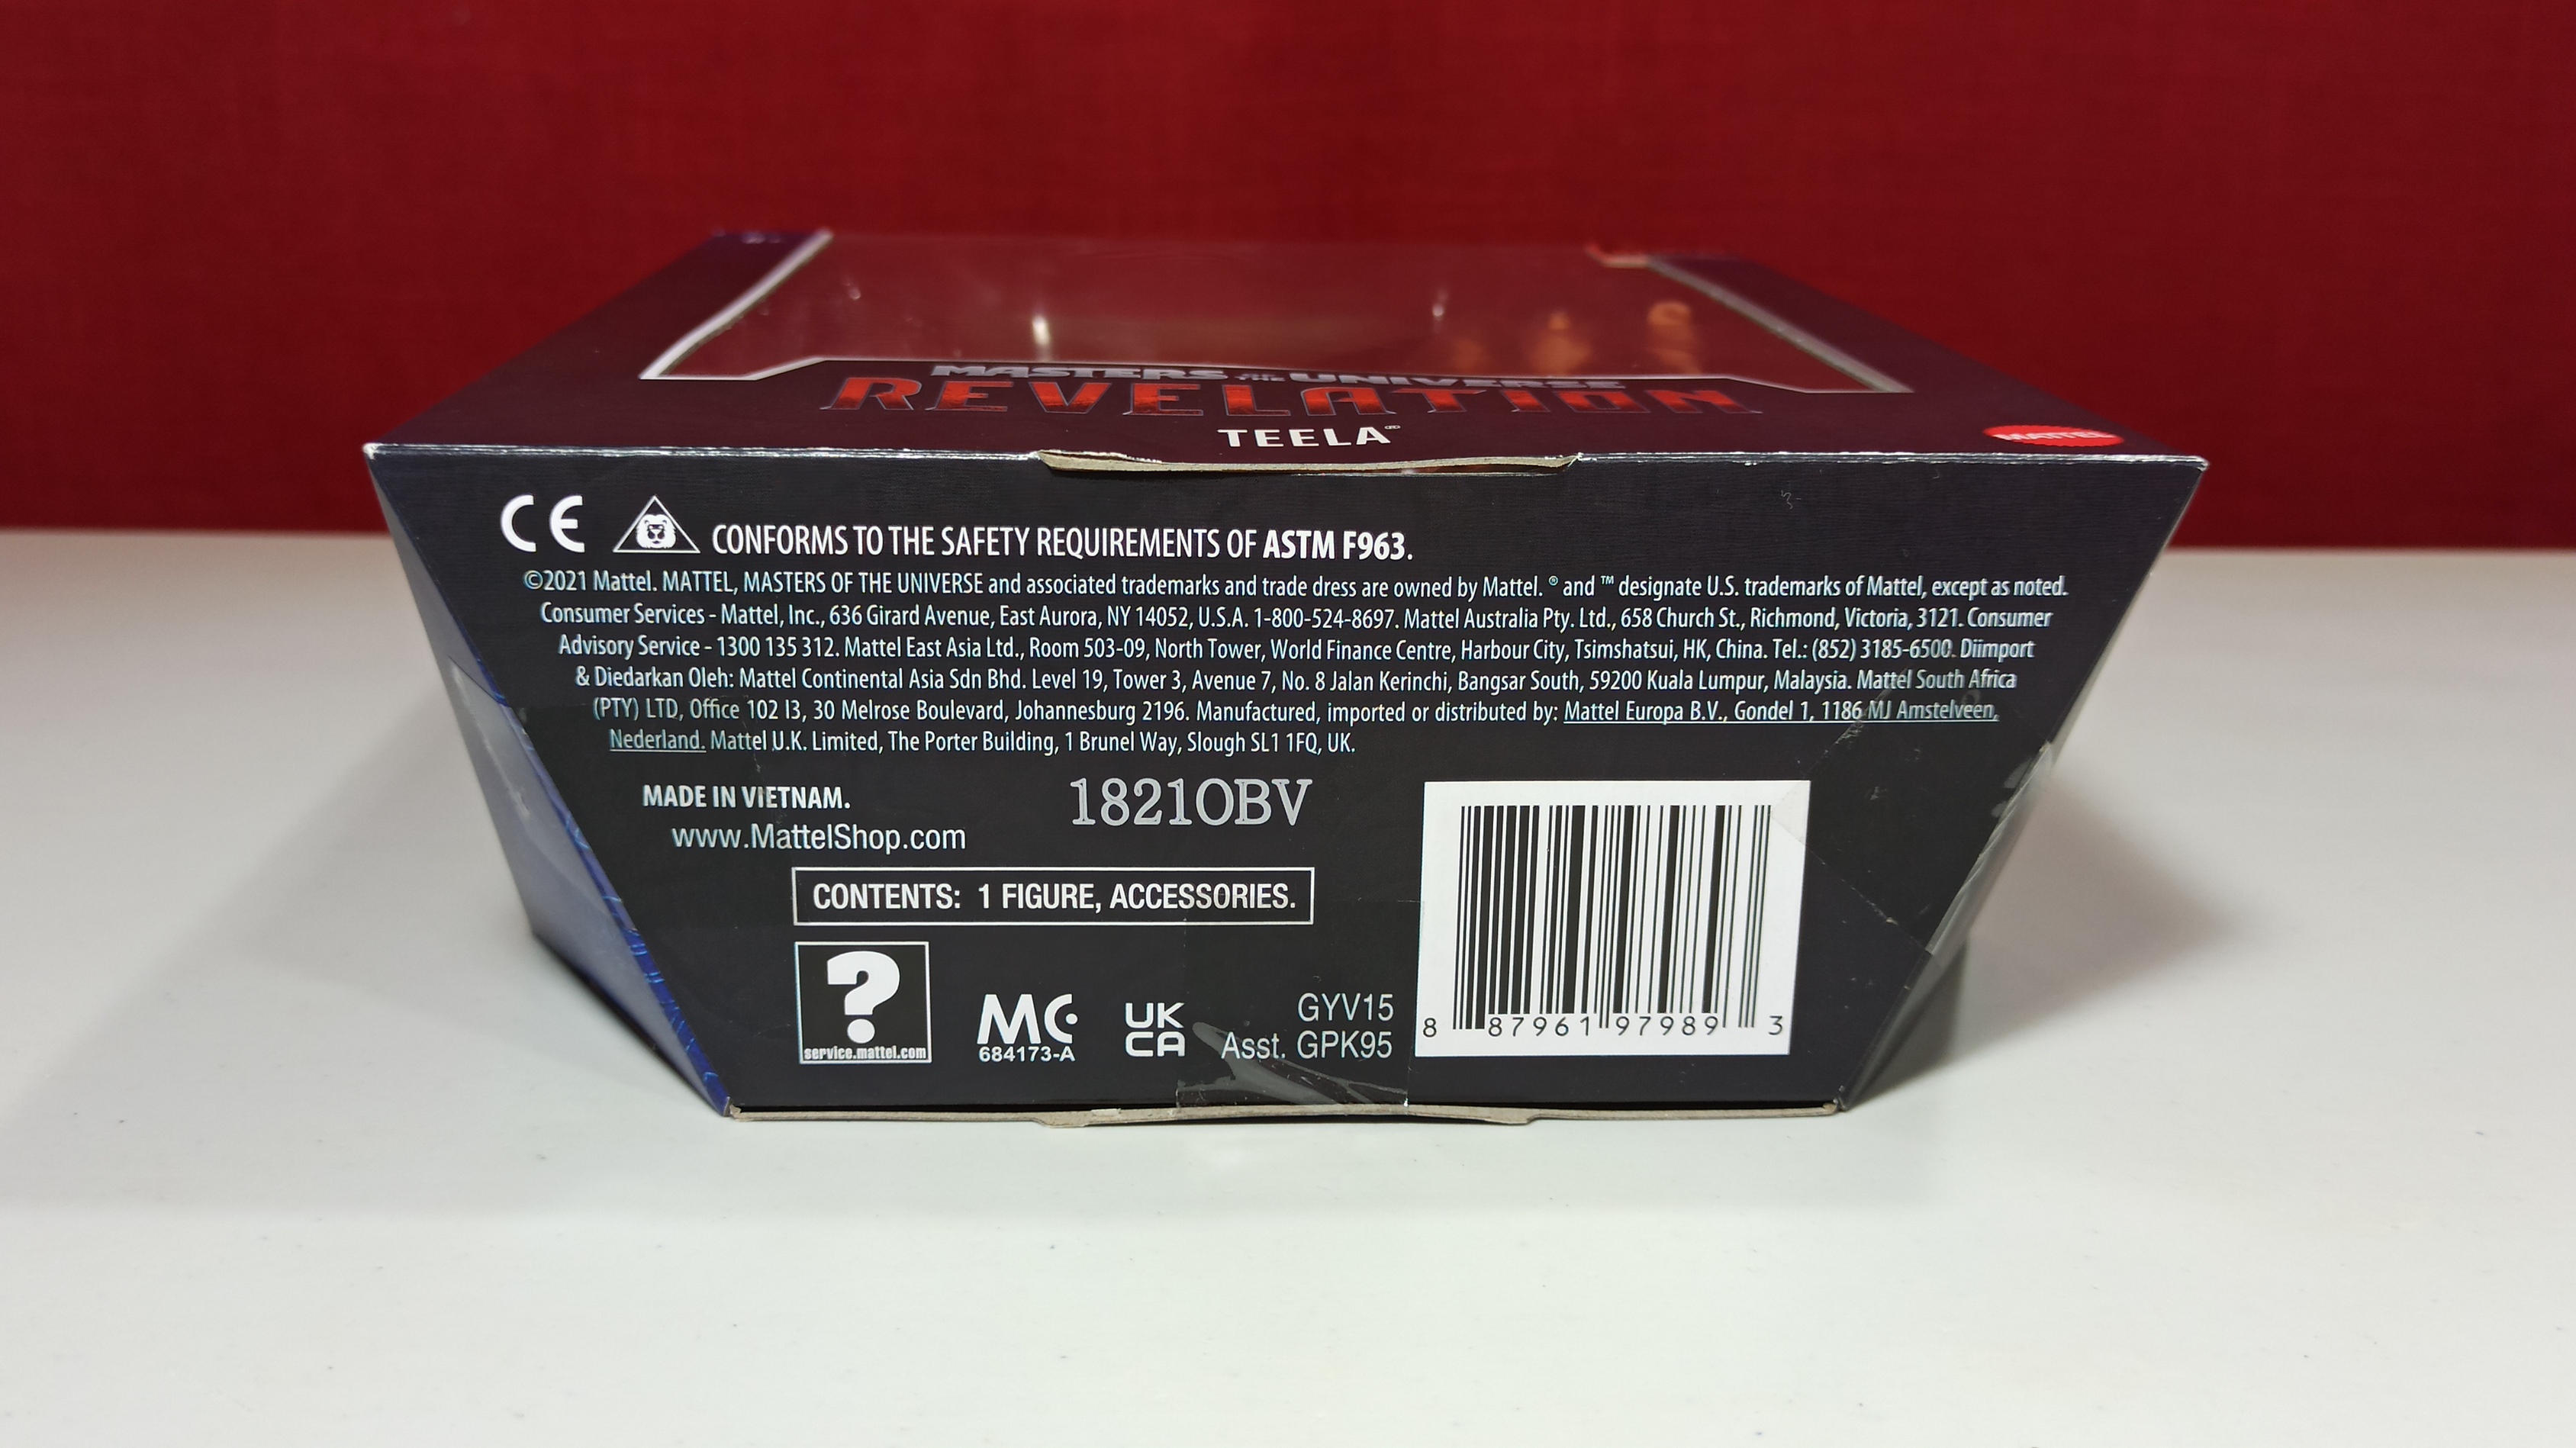 MASTERS OF THE UNIVERSE
REVELATION
TEELA®
MATTEL
CE CONFORMS TO THE SAFETY REQUIREMENTS OF ASTM F963.
©2021 Mattel. MATTEL, MASTERS OF THE UNIVERSE and associated trademarks and trade dress are owned by Mattel. ® and ™ designate U.S. trademarks of Mattel, except as noted.
Consumer Services - Mattel, Inc., 636 Girard Avenue, East Aurora, NY 14052, U.S.A. 1-800-524-8697. Mattel Australia Pty. Ltd., 658 Church St., Richmond, Victoria, 3121. Consumer
Advisory Service - 1300 135 312. Mattel East Asia Ltd., Room 503-09, North Tower, World Finance Centre, Harbour City, Tsimshatsui, HK, China. Tel.: (852) 3185-6500. Diimport
& Diedarkan Oleh: Mattel Continental Asia Sdn Bhd. Level 19, Tower 3, Avenue 7, No. 8 Jalan Kerinchi, Bangsar South, 59200 Kuala Lumpur, Malaysia. Mattel South Africa
(PTY) LTD, Office 102 I3, 30 Melrose Boulevard, Johannesburg 2196. Manufactured, imported or distributed by: Mattel Europa B.V., Gondel 1, 1186 MJ Amstelveen,
Nederland. Mattel U.K. Limited, The Porter Building, 1 Brunel Way, Slough SL1 1FQ, UK.
MADE IN VIETNAM.
www.MattelShop.com
1821OBV
CONTENTS: 1 FIGURE, ACCESSORIES.
?
service.mattel.com
MC
684173-A
UK
CA
GYV15
Asst. GPK95
8 87961 97989 3